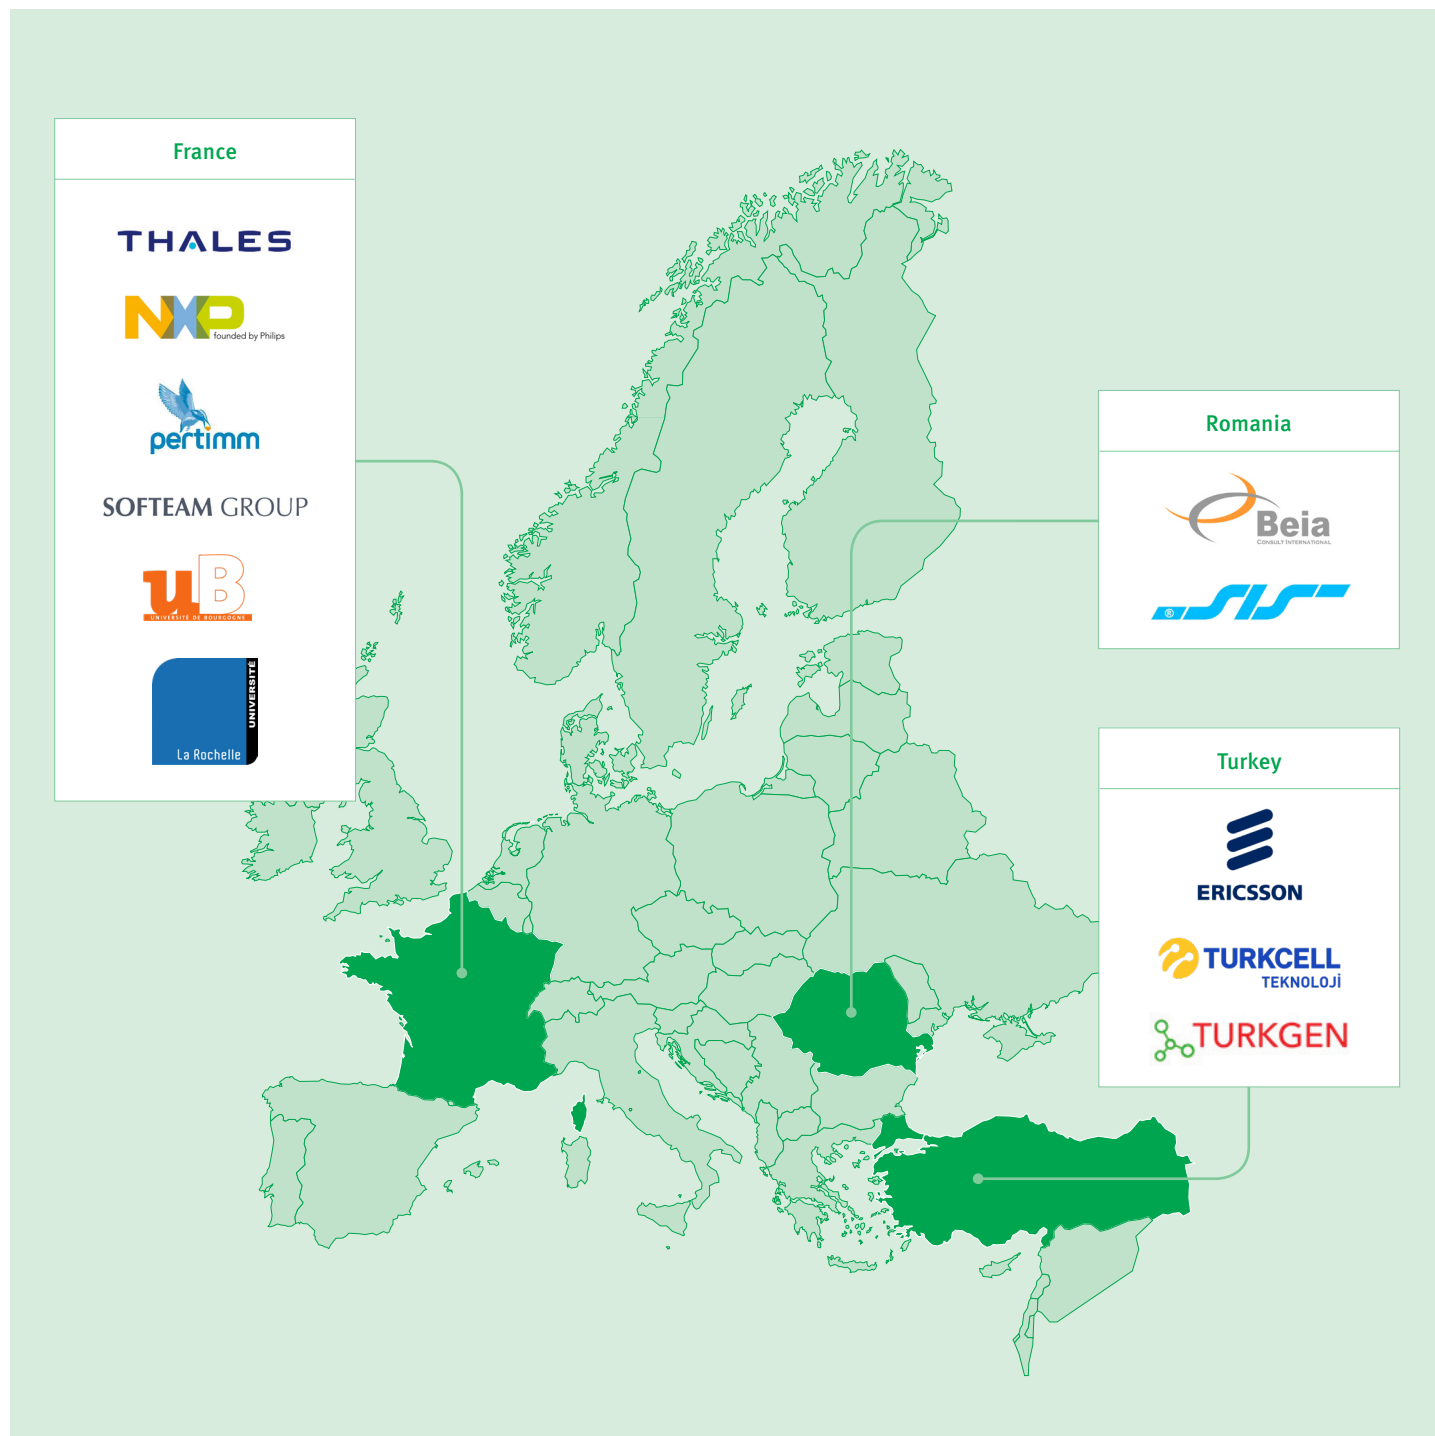 France
THALES
NXP
founded by Philips
pertimm
SOFTEAM GROUP
uB
UNIVERSITÉ DE BOURGOGNE
UNIVERSITÉ
La Rochelle
Romania
Beia
CONSULT INTERNATIONAL
® SIS
Turkey
ERICSSON
TURKCELL
TEKNOLOJİ
TURKGEN